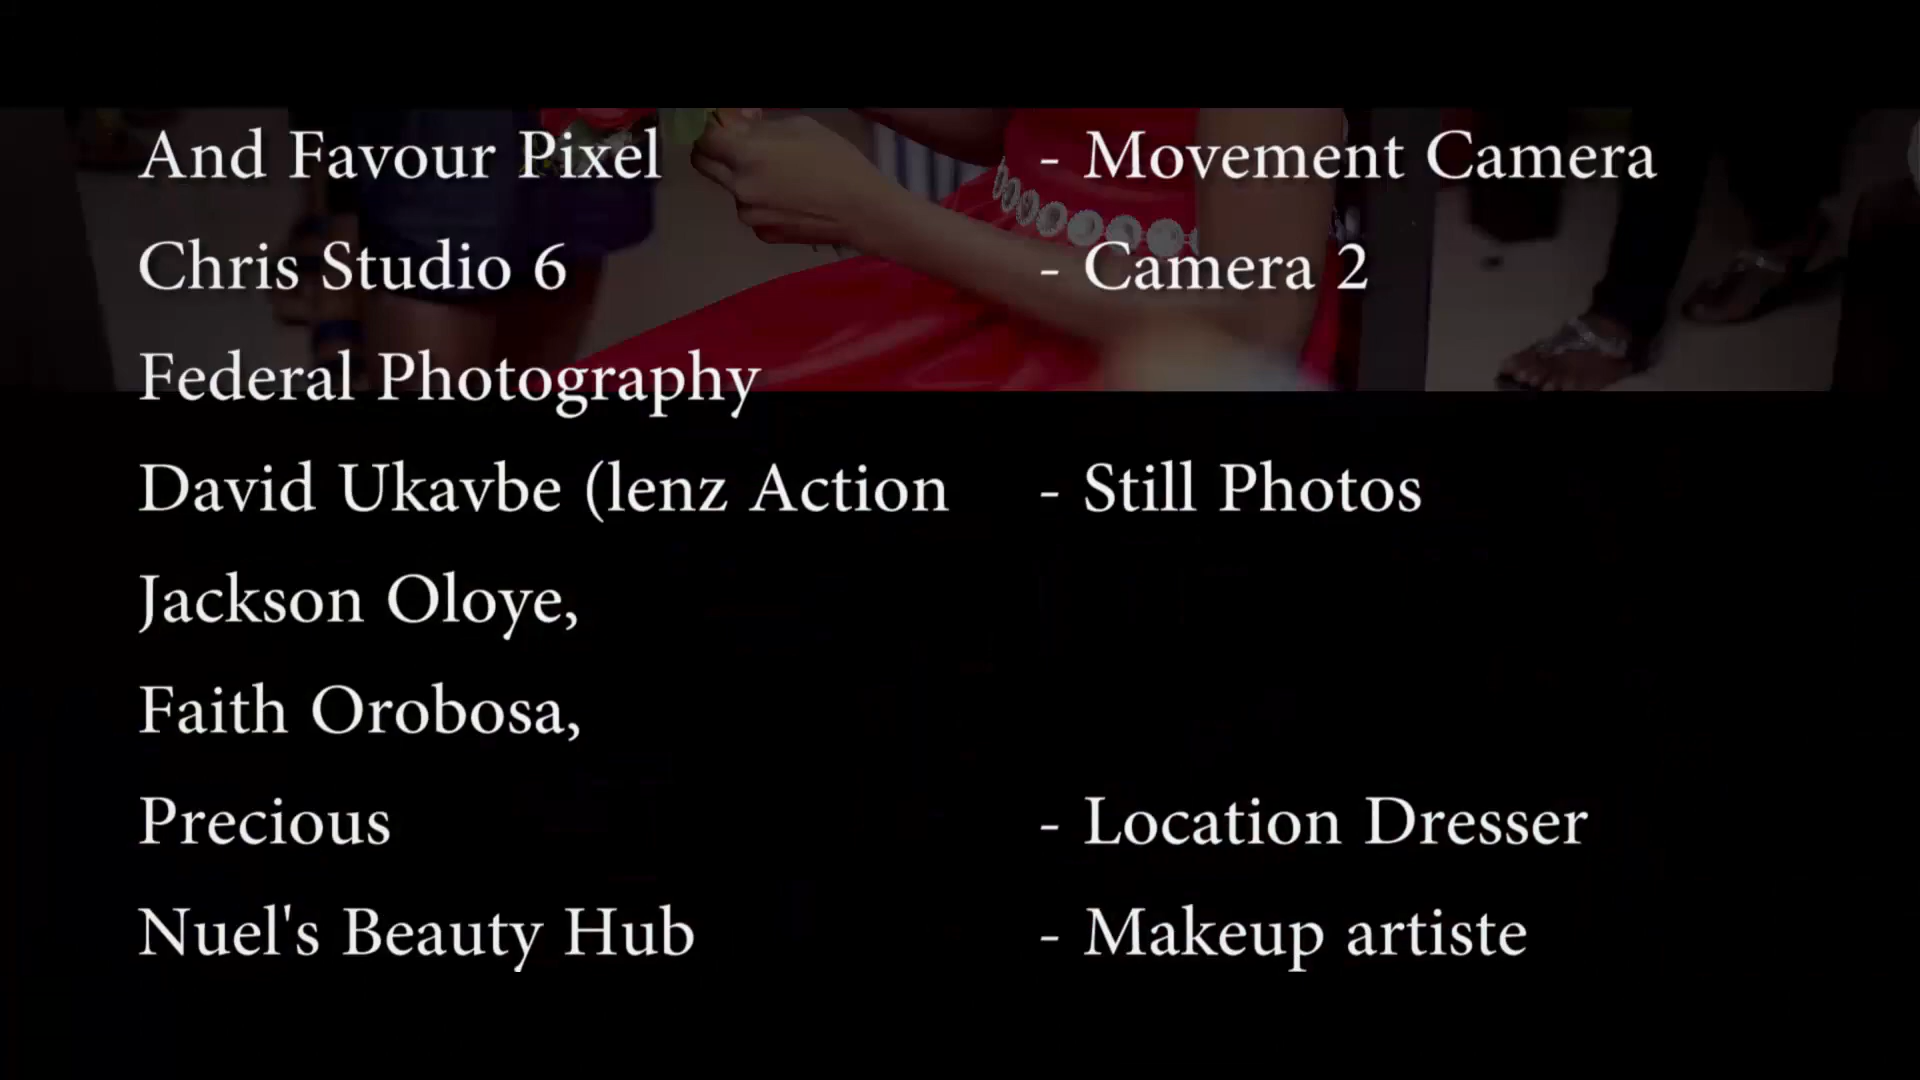 And Favour Pixel - Movement Camera
Chris Studio 6 - Camera 2
Federal Photography
David Ukavbe (lenz Action - Still Photos
Jackson Oloye,
Faith Orobosa,
Precious - Location Dresser
Nuel's Beauty Hub - Makeup artiste